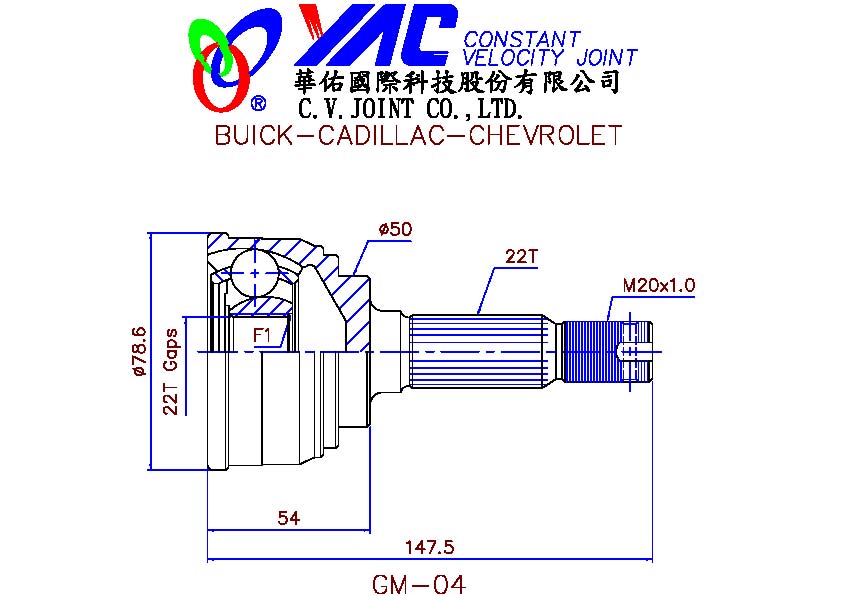 YAC CONSTANT
VELOCITY JOINT
®
華佑國際科技股份有限公司
C.V.JOINT CO.,LTD.
BUICK-CADILLAC-CHEVROLET
ø50
22T
M20x1.0
ø78.6
22T Gaps
F1
54
147.5
GM-04